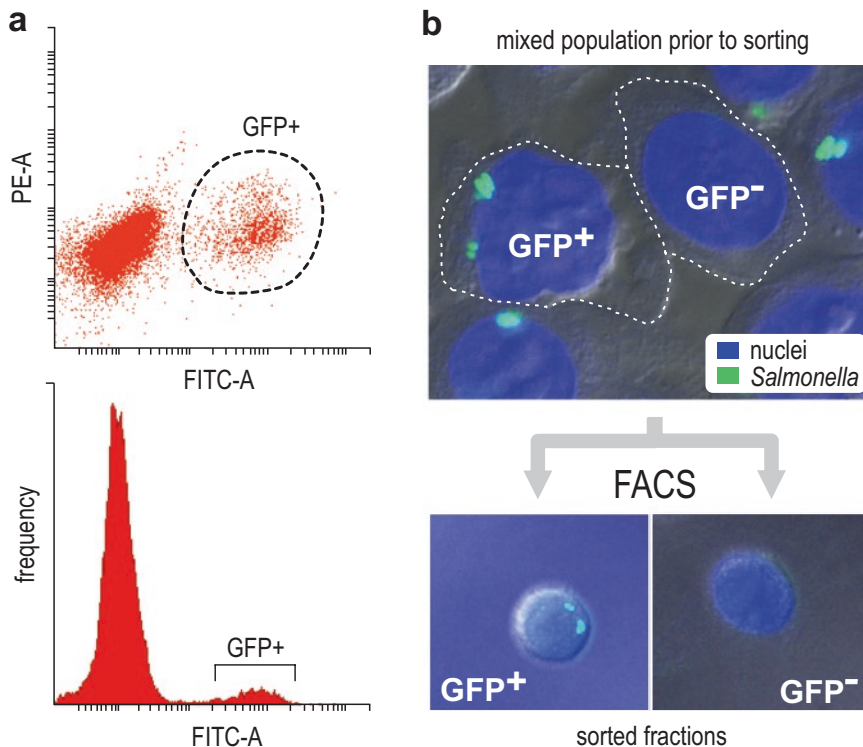 a
GFP+
PE-A
FITC-A
frequency
GFP+
FITC-A
b
mixed population prior to sorting
GFP+
GFP-
nuclei
Salmonella
FACS
GFP+
GFP-
sorted fractions